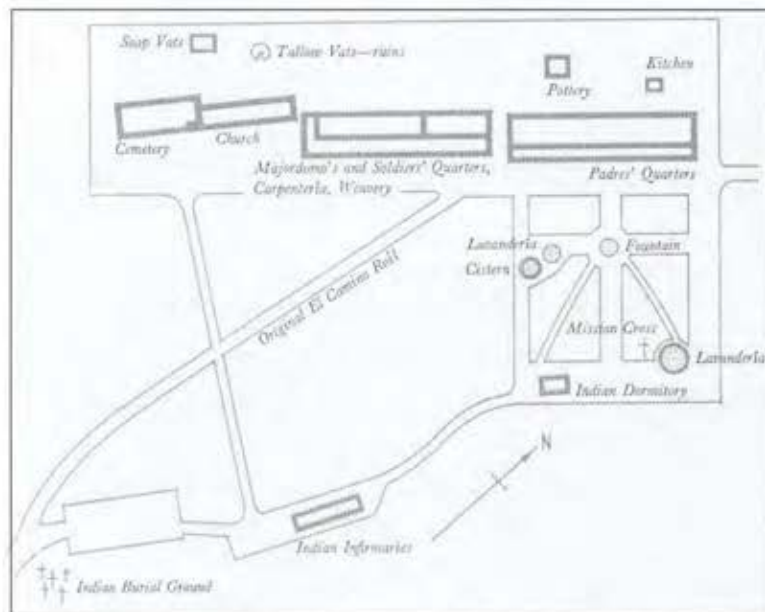 Soap Vats
Tallow Vats—ruins
Kitchen
Pottery
Church
Cemetery
Majordomo's and Soldiers' Quarters,
Carpenteria, Weavery
Padres' Quarters
Lavanderia
Fountain
Cistern
Original El Camino Real
Mission Cross
Lavanderia
Indian Dormitory
N
Indian Infirmaries
Indian Burial Ground